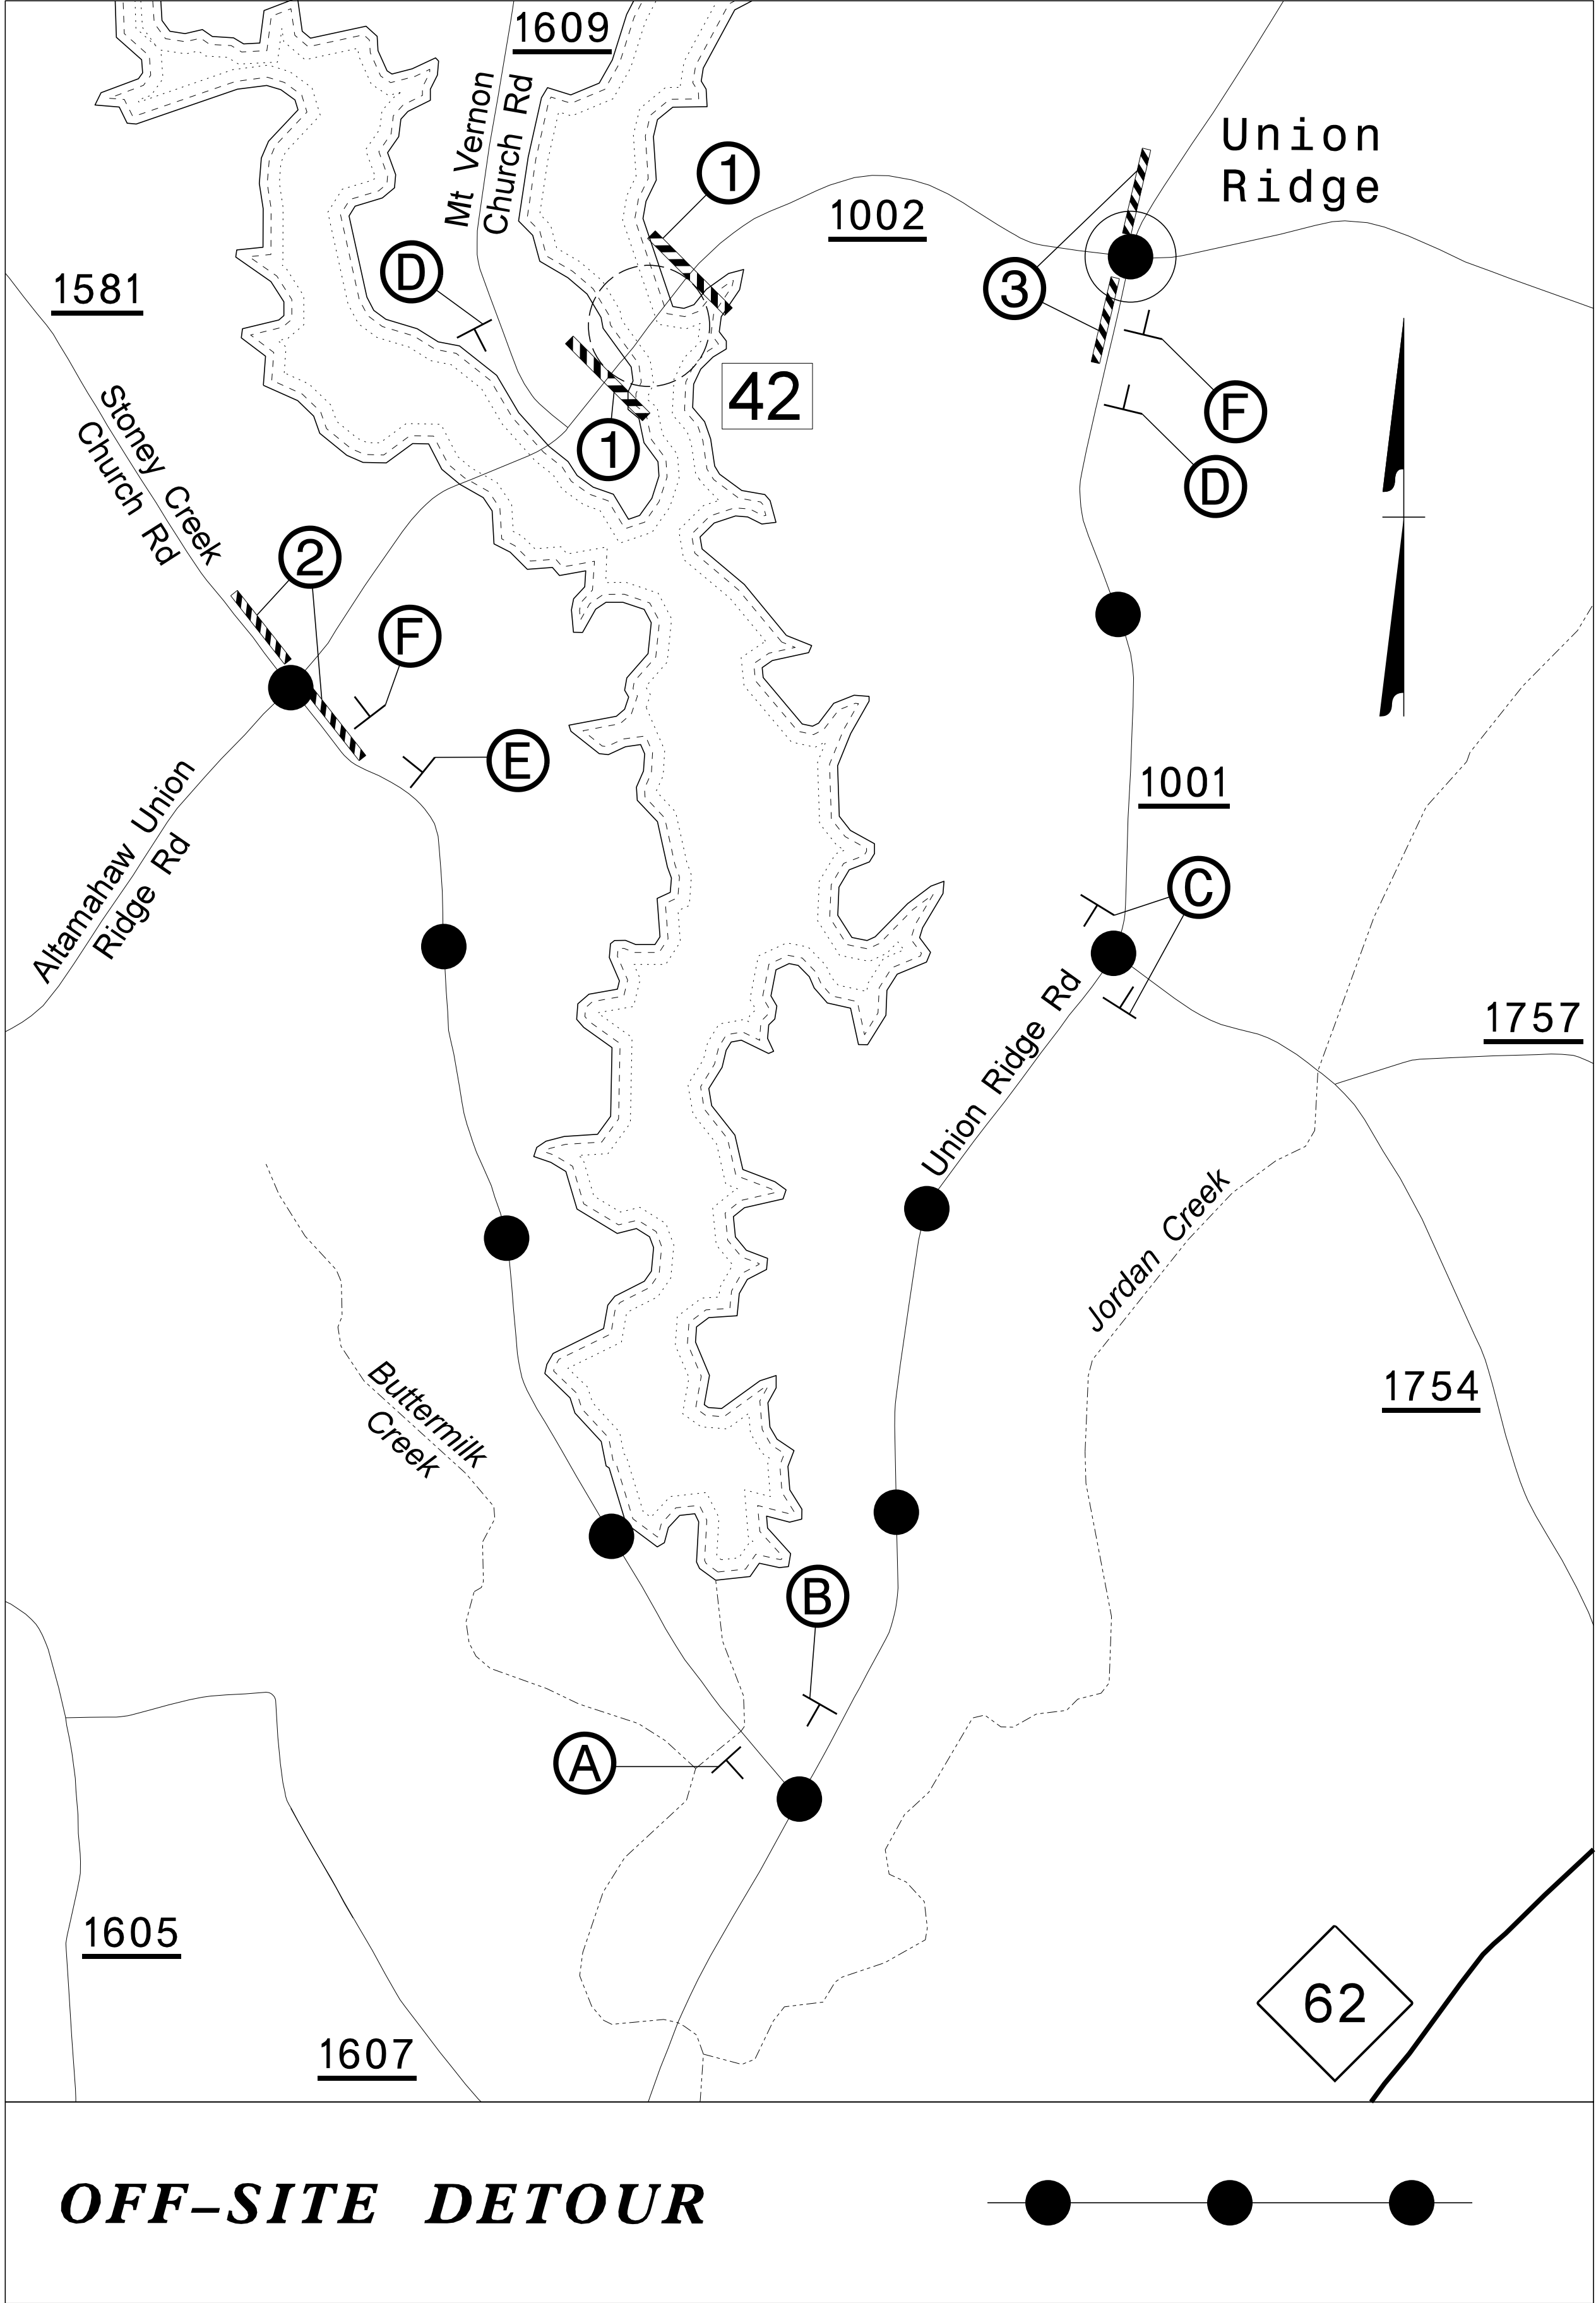 1609
Mt Vernon
Church Rd
Union
Ridge
1
1002
D
3
1581
42
F
1
D
Stoney Creek
Church Rd
2
F
E
1001
Altamahaw Union
Ridge Rd
C
1757
Union Ridge Rd
Jordan Creek
Buttermilk
Creek
1754
B
A
1605
62
1607
OFF-SITE DETOUR